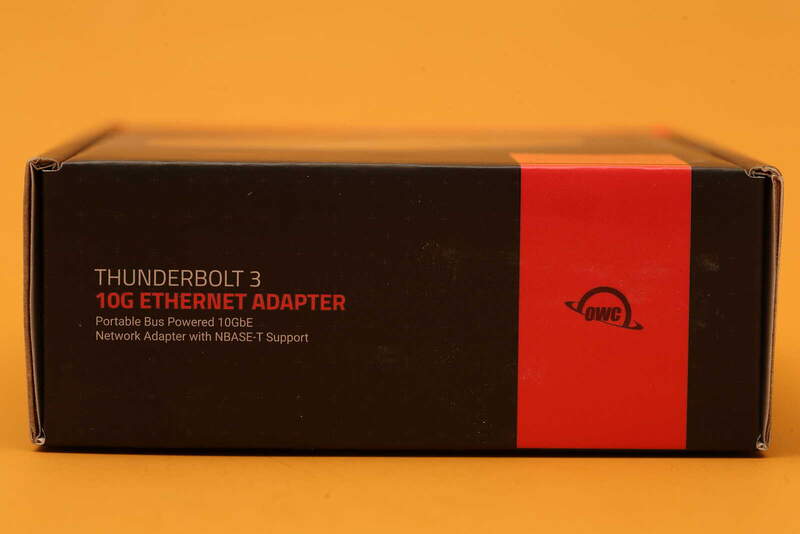 THUNDERBOLT 3
10G ETHERNET ADAPTER
Portable Bus Powered 10GbE
Network Adapter with NBASE-T Support
OWC